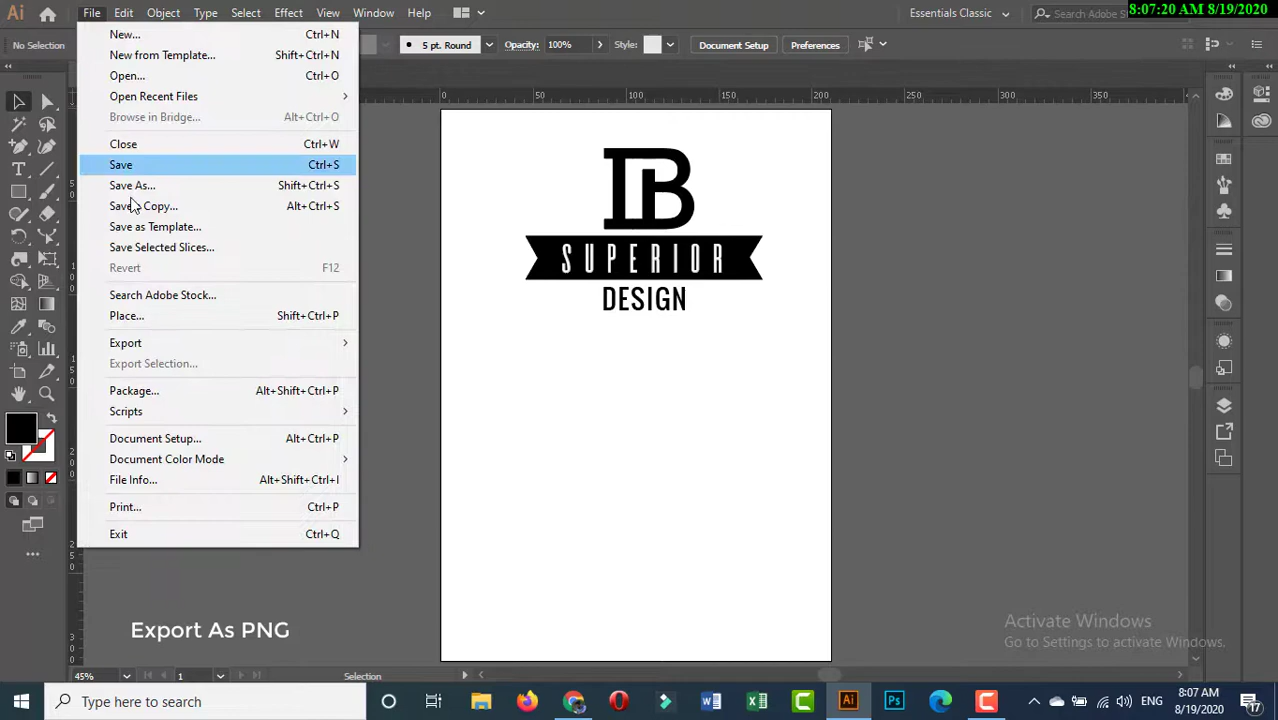 8:07:20 AM 8/19/2020
Ai File Edit Object Type Select Effect View Window Help Essentials Classic
No Selection 5 pt. Round Opacity: 100% Style: Document Setup Preferences
New... Ctrl+N
New from Template... Shift+Ctrl+N
Open... Ctrl+O
Open Recent Files
Browse in Bridge... Alt+Ctrl+O
Close Ctrl+W
Save Ctrl+S
Save As... Shift+Ctrl+S
Copy... Alt+Ctrl+S
Save as Template...
Save Selected Slices...
Revert F12
Search Adobe Stock...
Place... Shift+Ctrl+P
Export
Export Selection...
Package... Alt+Shift+Ctrl+P
Scripts
Document Setup... Alt+Ctrl+P
Document Color Mode
File Info... Alt+Shift+Ctrl+I
Print... Ctrl+P
Exit Ctrl+Q
0 50 100 150 200 250 300 350
SUPERIOR
DESIGN
Export As PNG
Activate Windows
Go to Settings to activate Windows.
45% 1 Selection
Type here to search
Ai Ps ENG
8:07 AM
8/19/2020
17